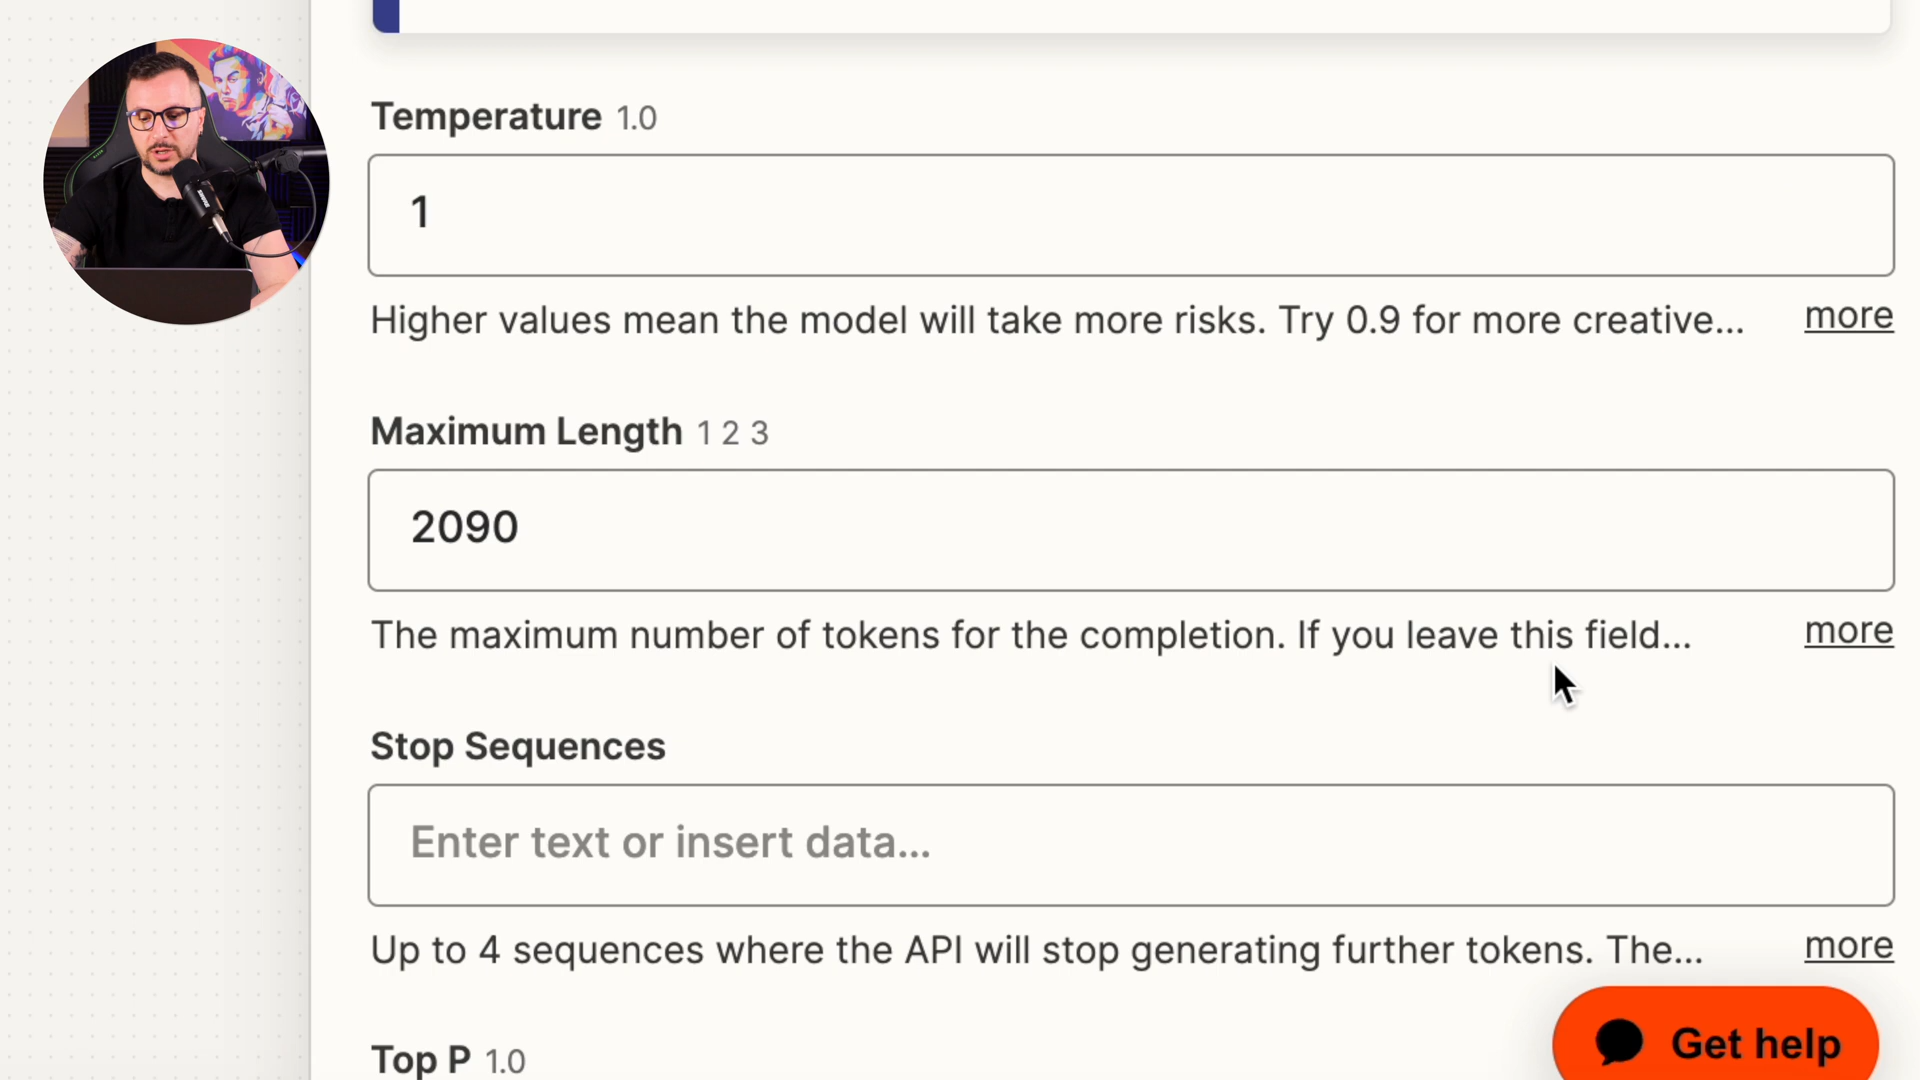 Temperature 1.0
1
Higher values mean the model will take more risks. Try 0.9 for more creative... more
Maximum Length 1 2 3
2090
The maximum number of tokens for the completion. If you leave this field... more
Stop Sequences
Enter text or insert data...
Up to 4 sequences where the API will stop generating further tokens. The... more
Top P 1.0
Get help